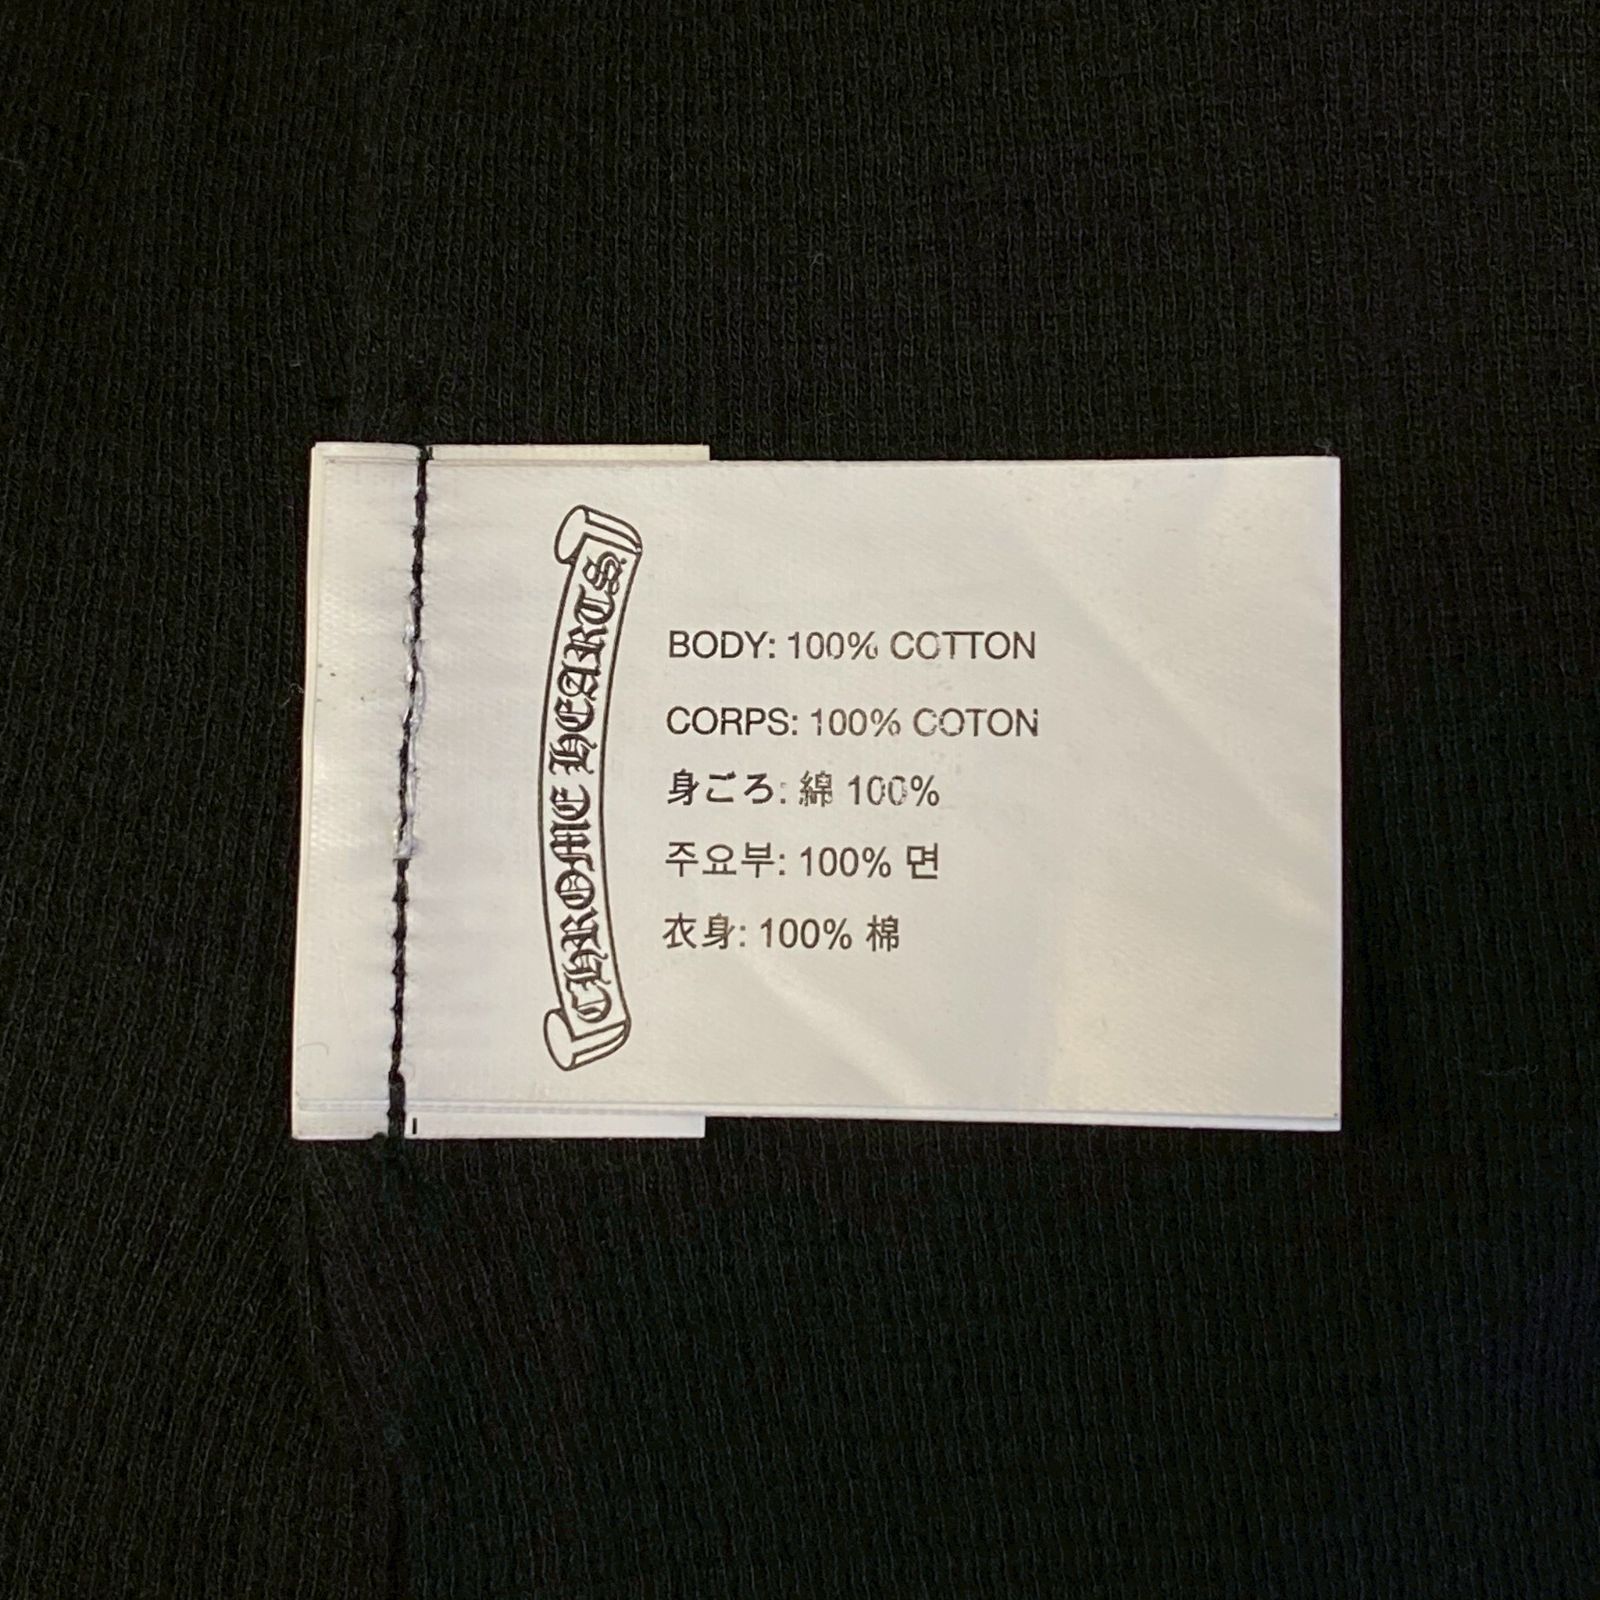 CHROME HEARTS
BODY: 100% COTTON
CORPS: 100% COTON
身ごろ: 綿 100%
주요부: 100% 면
衣身: 100% 棉